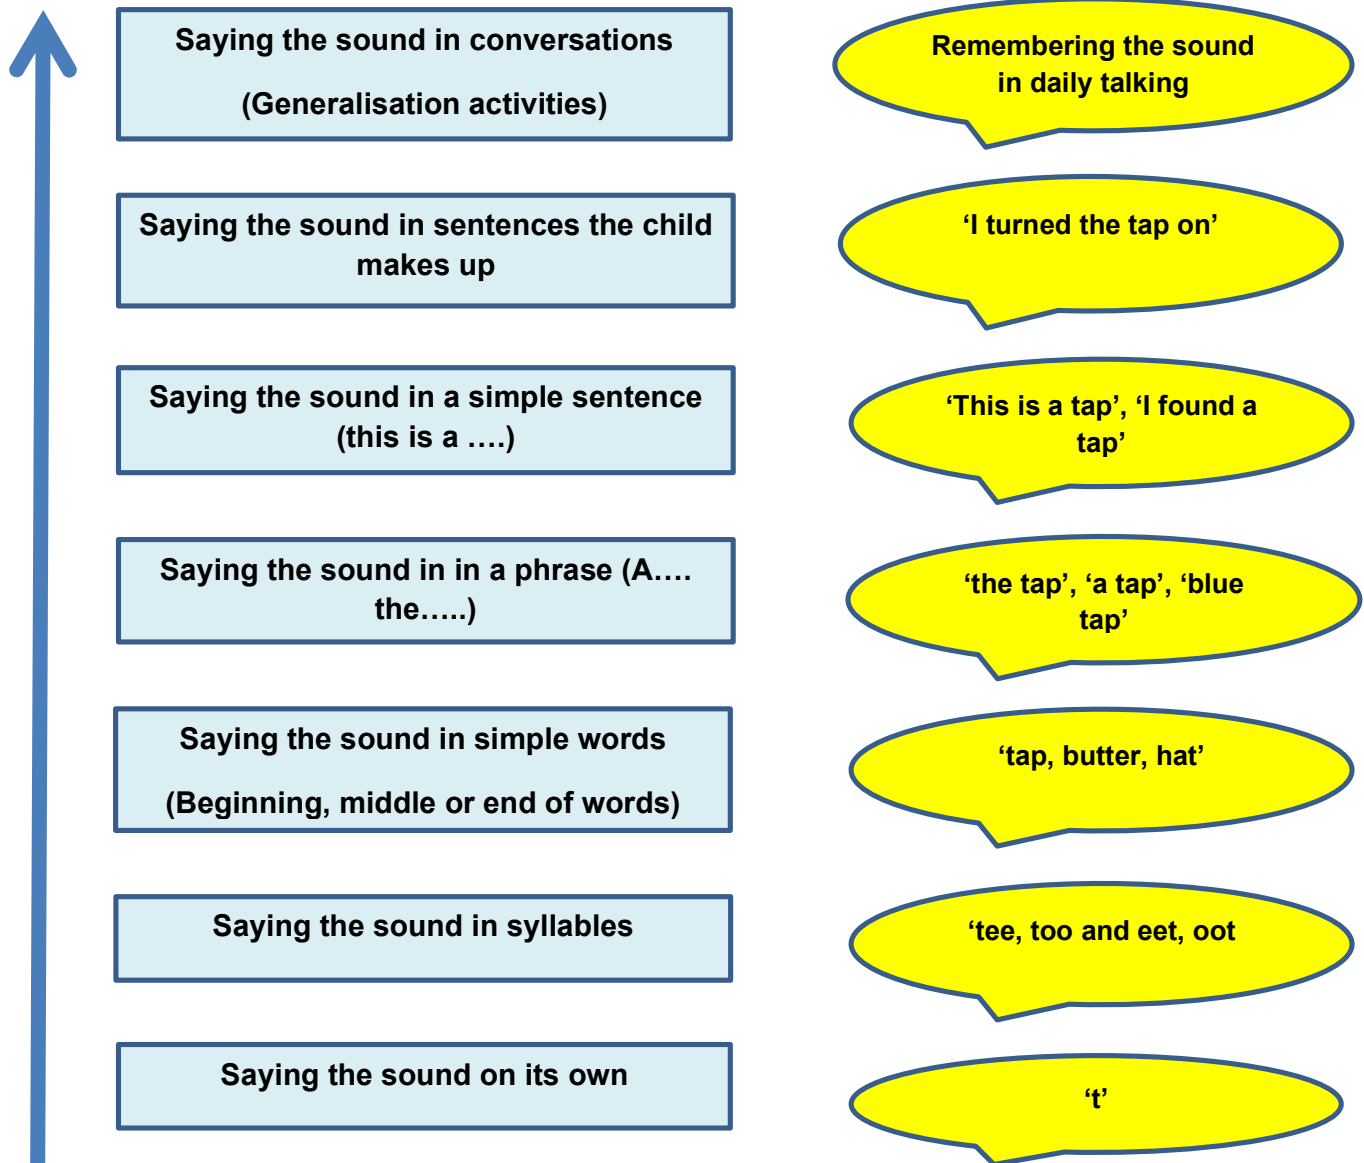 Saying the sound in conversations
(Generalisation activities)
Remembering the sound
in daily talking
Saying the sound in sentences the child
makes up
‘I turned the tap on’
Saying the sound in a simple sentence
(this is a ….)
‘This is a tap’, ‘I found a
tap’
Saying the sound in in a phrase (A….
the…..)
‘the tap’, ‘a tap’, ‘blue
tap’
Saying the sound in simple words
(Beginning, middle or end of words)
‘tap, butter, hat’
Saying the sound in syllables
‘tee, too and eet, oot
Saying the sound on its own
‘t’